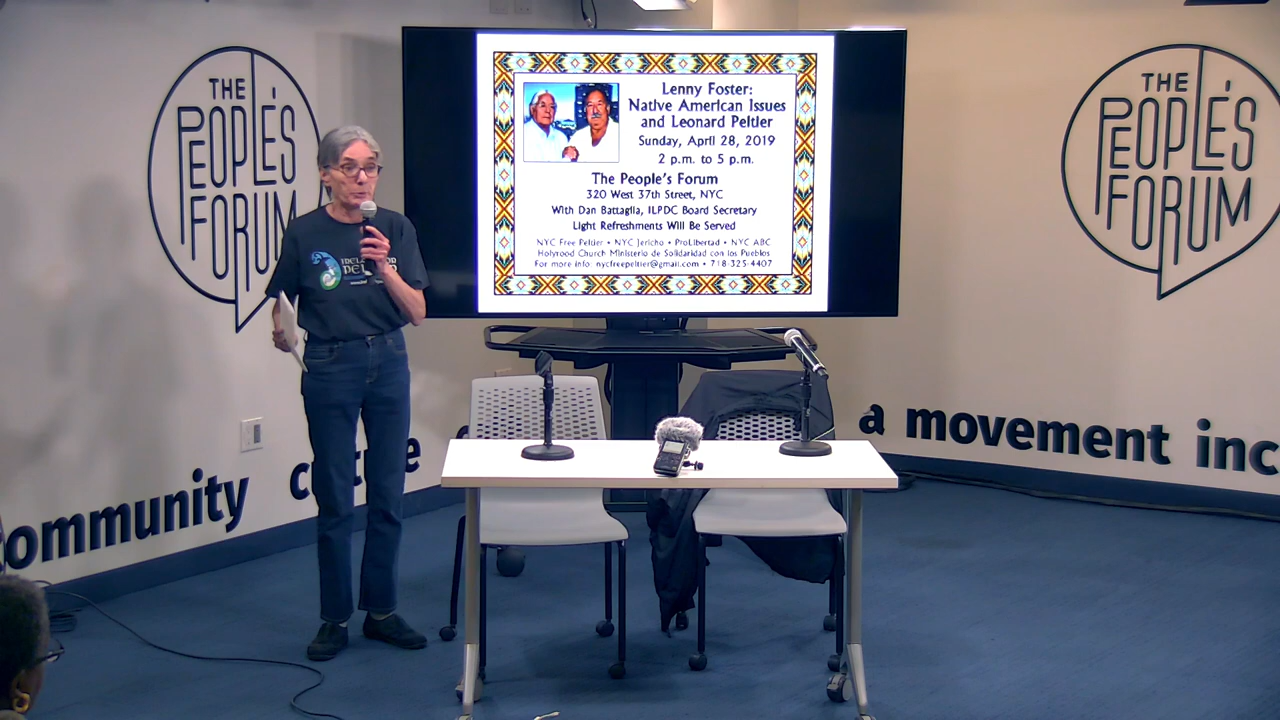 THE
PEOPLE'S
FORUM
Lenny Foster:
Native American Issues
and Leonard Peltier
Sunday, April 28, 2019
2 p.m. to 5 p.m.
The People's Forum
320 West 37th Street, NYC
With Dan Battaglia, ILPDC Board Secretary
Light Refreshments Will Be Served
NYC Free Peltier • NYC Jericho • ProLibertad • NYC ABC
Holyrood Church Ministerio de Solidaridad con los Pueblos
For more info: nycfreepeltier@gmail.com • 718-325-4407
THE
PEOPLE'S
FORUM
community
a movement inc